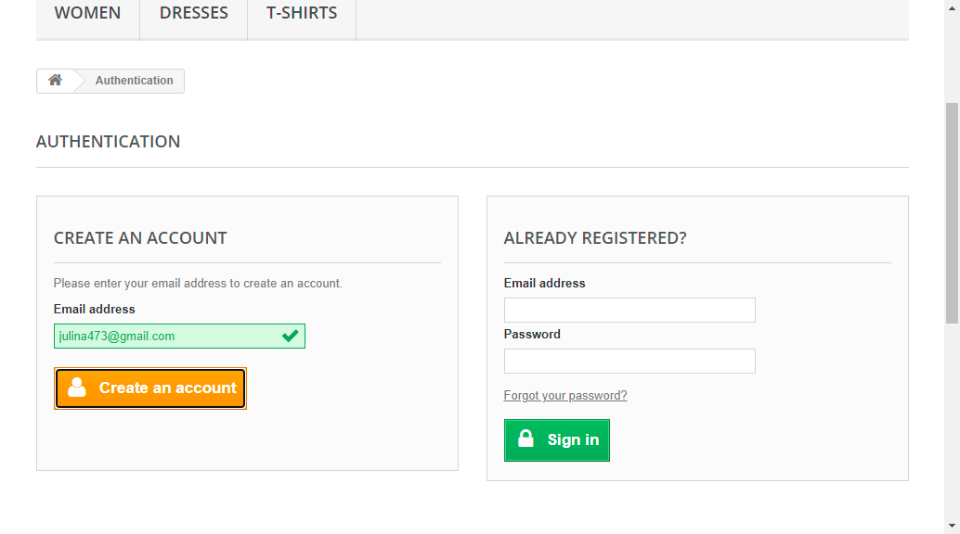 WOMEN DRESSES T-SHIRTS
Authentication
AUTHENTICATION
CREATE AN ACCOUNT
Please enter your email address to create an account.
Email address
julina473@gmail.com
Create an account
ALREADY REGISTERED?
Email address
Password
Forgot your password?
Sign in